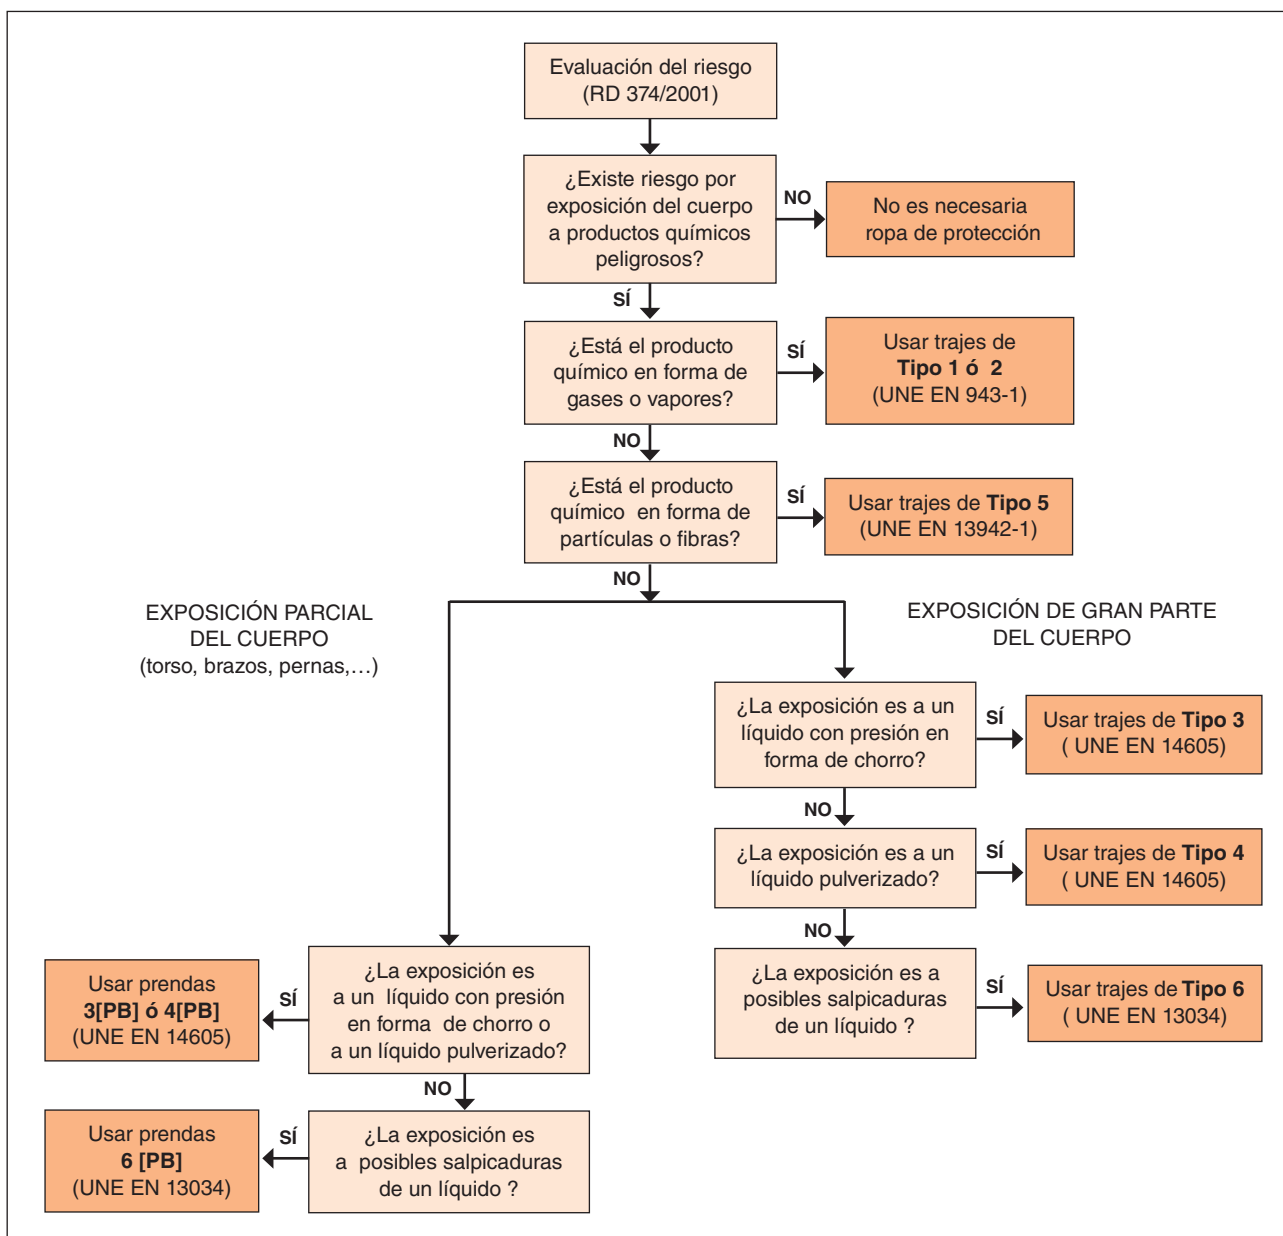 Evaluación del riesgo
(RD 374/2001)
¿Existe riesgo por
exposición del cuerpo
a productos químicos
peligrosos?
NO
No es necesaria
ropa de protección
SÍ
¿Está el producto
químico en forma de
gases o vapores?
SÍ
Usar trajes de
Tipo 1 ó 2
(UNE EN 943-1)
NO
¿Está el producto
químico en forma de
partículas o fibras?
SÍ
Usar trajes de Tipo 5
(UNE EN 13942-1)
NO
EXPOSICIÓN PARCIAL
DEL CUERPO
(torso, brazos, pernas,…)
EXPOSICIÓN DE GRAN PARTE
DEL CUERPO
¿La exposición es a un
líquido con presión en
forma de chorro?
SÍ
Usar trajes de Tipo 3
( UNE EN 14605)
NO
¿La exposición es a un
líquido pulverizado?
SÍ
Usar trajes de Tipo 4
( UNE EN 14605)
NO
¿La exposición es a
posibles salpicaduras
de un líquido ?
SÍ
Usar trajes de Tipo 6
( UNE EN 13034)
¿La exposición es
a un líquido con presión
en forma de chorro o
a un líquido pulverizado?
SÍ
Usar prendas
3[PB] ó 4[PB]
(UNE EN 14605)
NO
¿La exposición es
a posibles salpicaduras
de un líquido ?
SÍ
Usar prendas
6 [PB]
(UNE EN 13034)